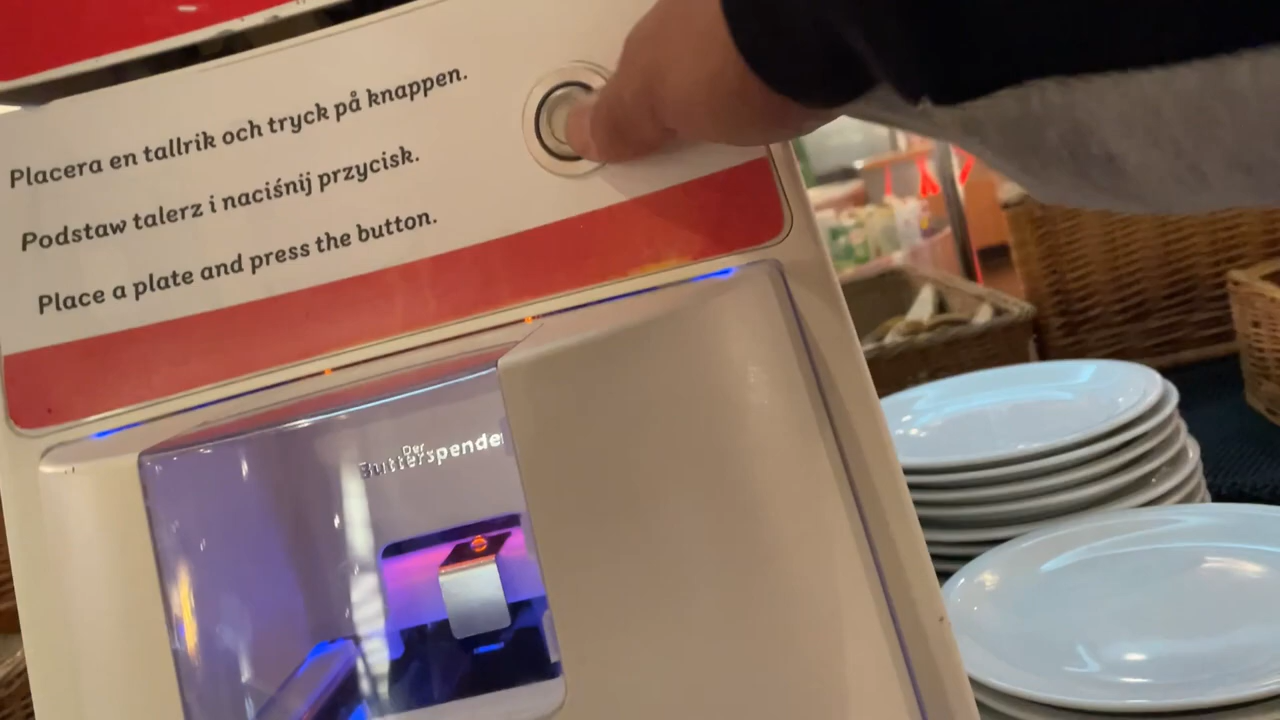 Placera en tallrik och tryck på knappen.
Podstaw talerz i naciśnij przycisk.
Place a plate and press the button.
Der
Butterspender